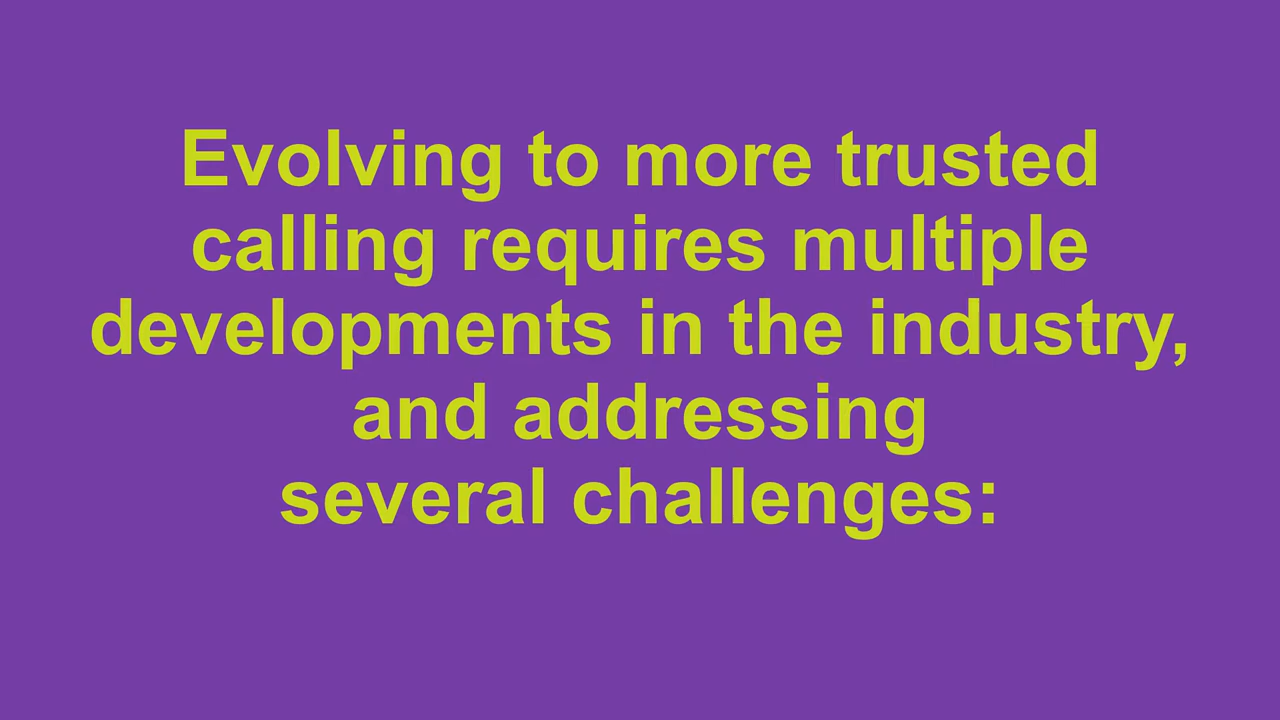 Evolving to more trusted
calling requires multiple
developments in the industry,
and addressing
several challenges: